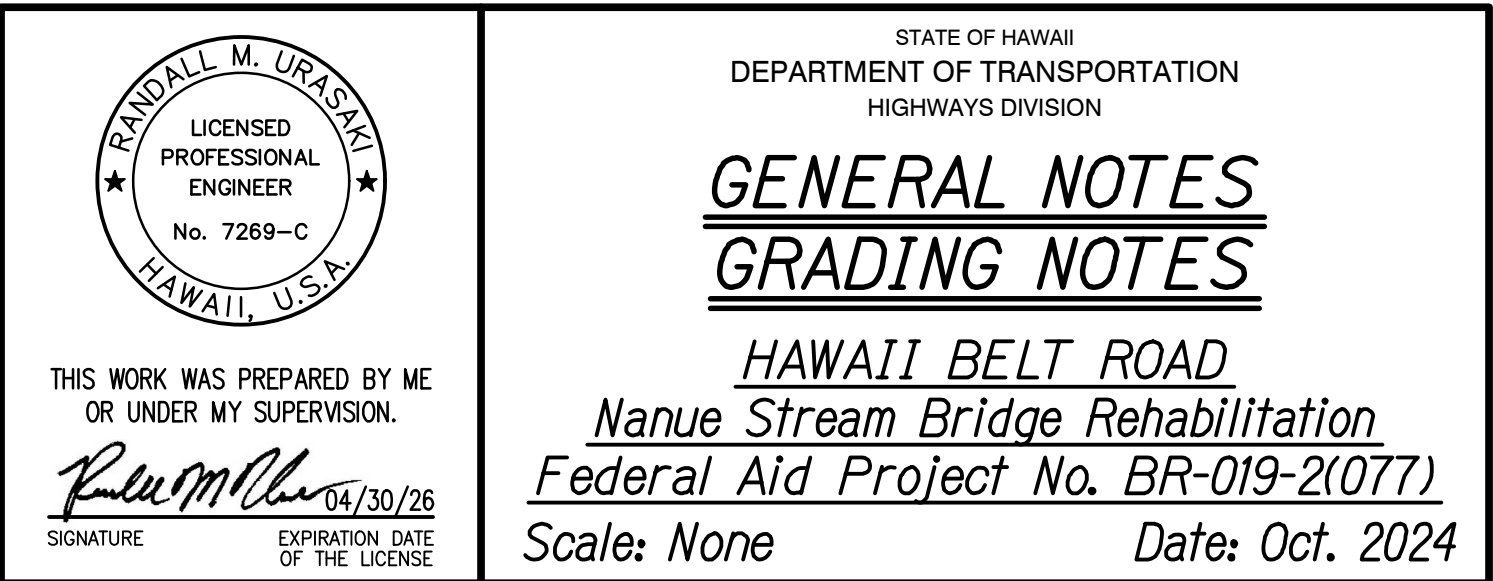 RANDALL M. URASAKI
LICENSED
PROFESSIONAL
ENGINEER
No. 7269-C
HAWAII, U.S.A.
THIS WORK WAS PREPARED BY ME
OR UNDER MY SUPERVISION.
04/30/26
SIGNATURE
EXPIRATION DATE
OF THE LICENSE
STATE OF HAWAII
DEPARTMENT OF TRANSPORTATION
HIGHWAYS DIVISION
GENERAL NOTES
GRADING NOTES
HAWAII BELT ROAD
Nanue Stream Bridge Rehabilitation
Federal Aid Project No. BR-019-2(077)
Scale: None
Date: Oct. 2024